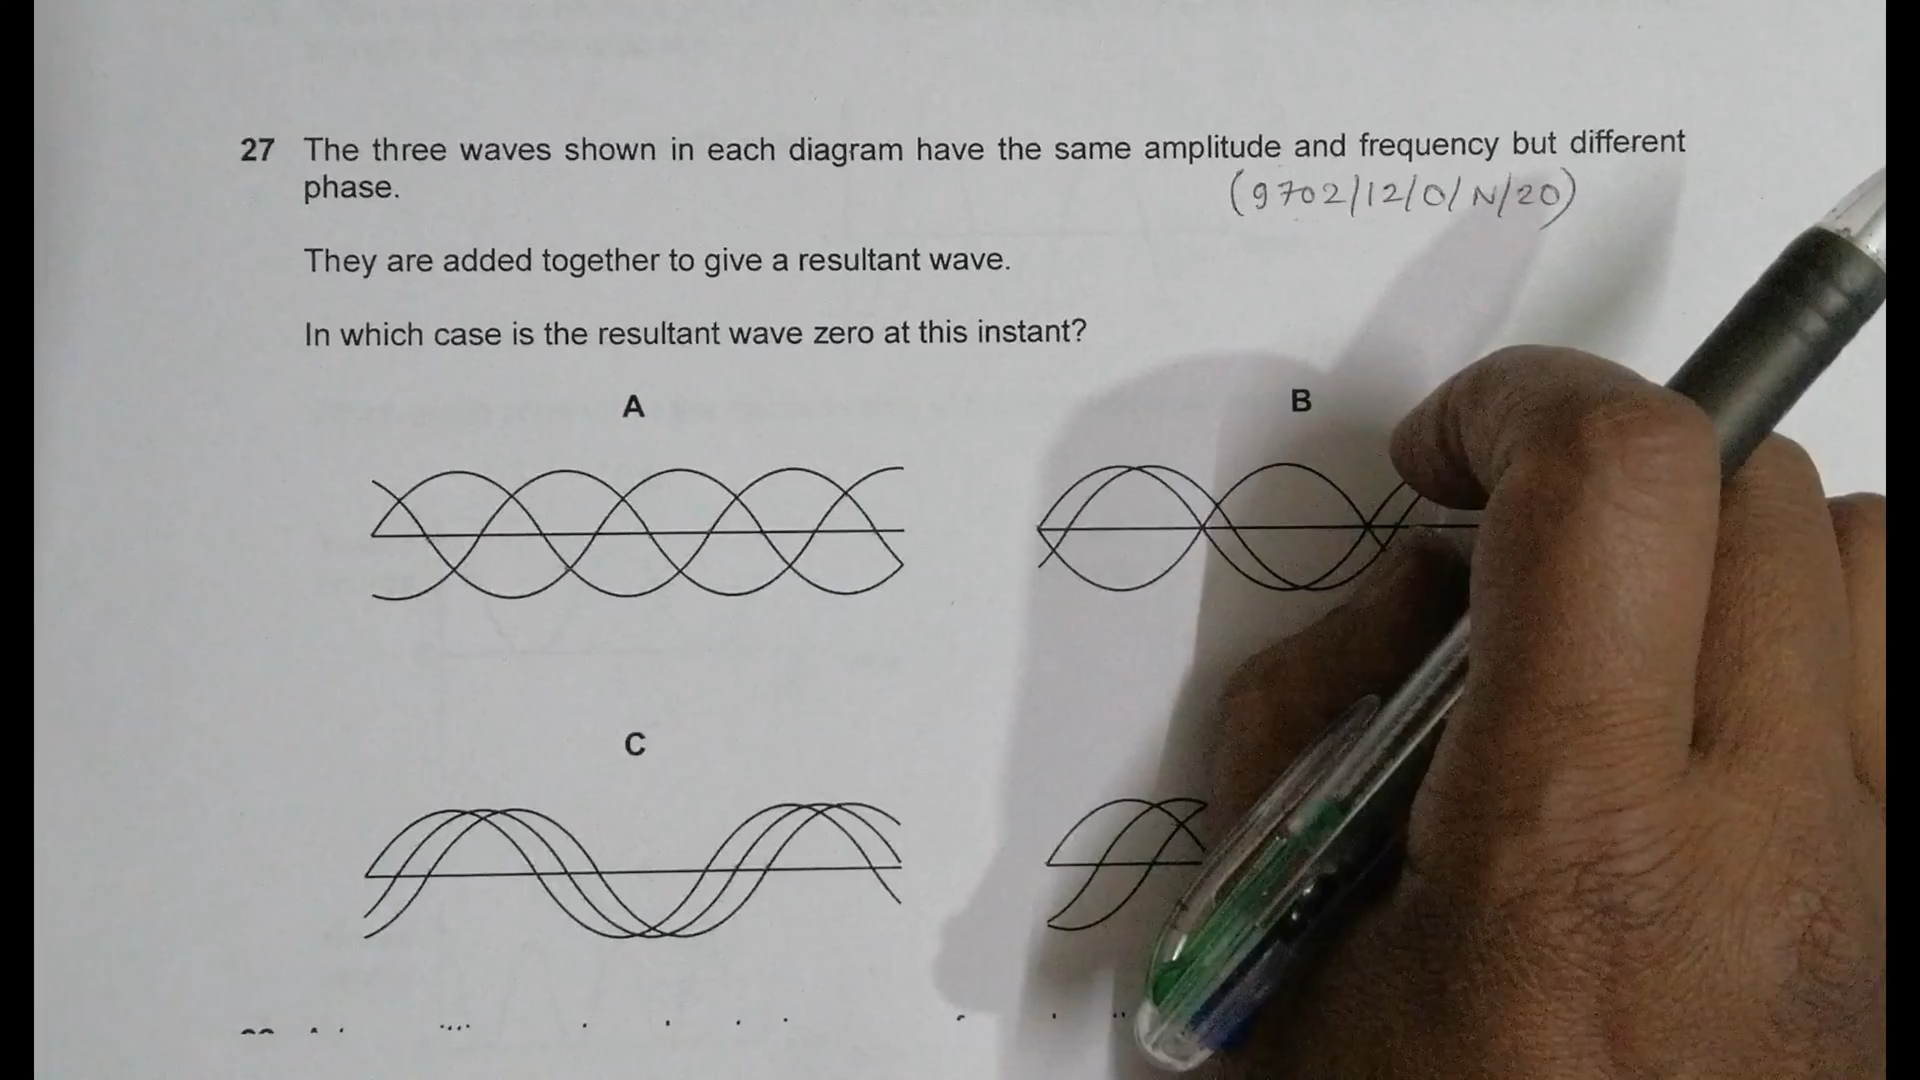 27 The three waves shown in each diagram have the same amplitude and frequency but different
phase.
(9702/12/O/N/20)
They are added together to give a resultant wave.
In which case is the resultant wave zero at this instant?
A
B
C